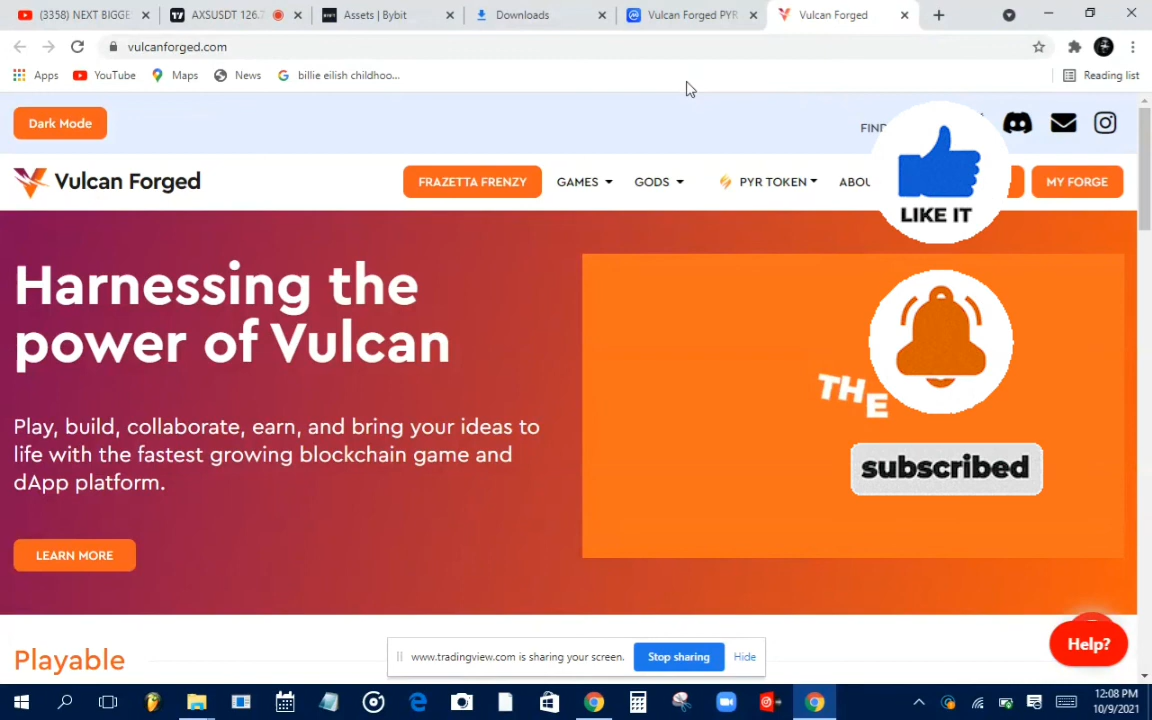 (3358) NEXT BIGGE
AXSUSDT 126.
Assets | Bybit
Downloads
Vulcan Forged PYR
Vulcan Forged
vulcanforged.com
Apps
YouTube
Maps
News
billie eilish childhoo...
Reading list
Dark Mode
FIND
LIKE IT
Vulcan Forged
FRAZETTA FRENZY
GAMES
GODS
PYR TOKEN
ABOU
MY FORGE
Harnessing the
power of Vulcan
THE
Play, build, collaborate, earn, and bring your ideas to
life with the fastest growing blockchain game and
dApp platform.
subscribed
LEARN MORE
Help?
Playable
www.tradingview.com is sharing your screen.
Stop sharing
Hide
12:08 PM
10/9/2021